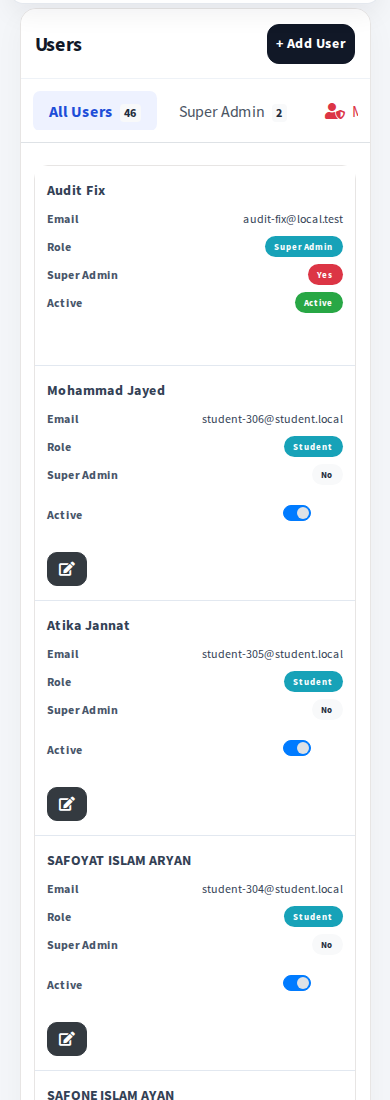 Users
+ Add User
All Users 46 Super Admin 2
Audit Fix
Email audit-fix@local.test
Role Super Admin
Super Admin Yes
Active Active
Mohammad Jayed
Email student-306@student.local
Role Student
Super Admin No
Active
Atika Jannat
Email student-305@student.local
Role Student
Super Admin No
Active
SAFOYAT ISLAM ARYAN
Email student-304@student.local
Role Student
Super Admin No
Active
SAFONE ISLAM AYAN